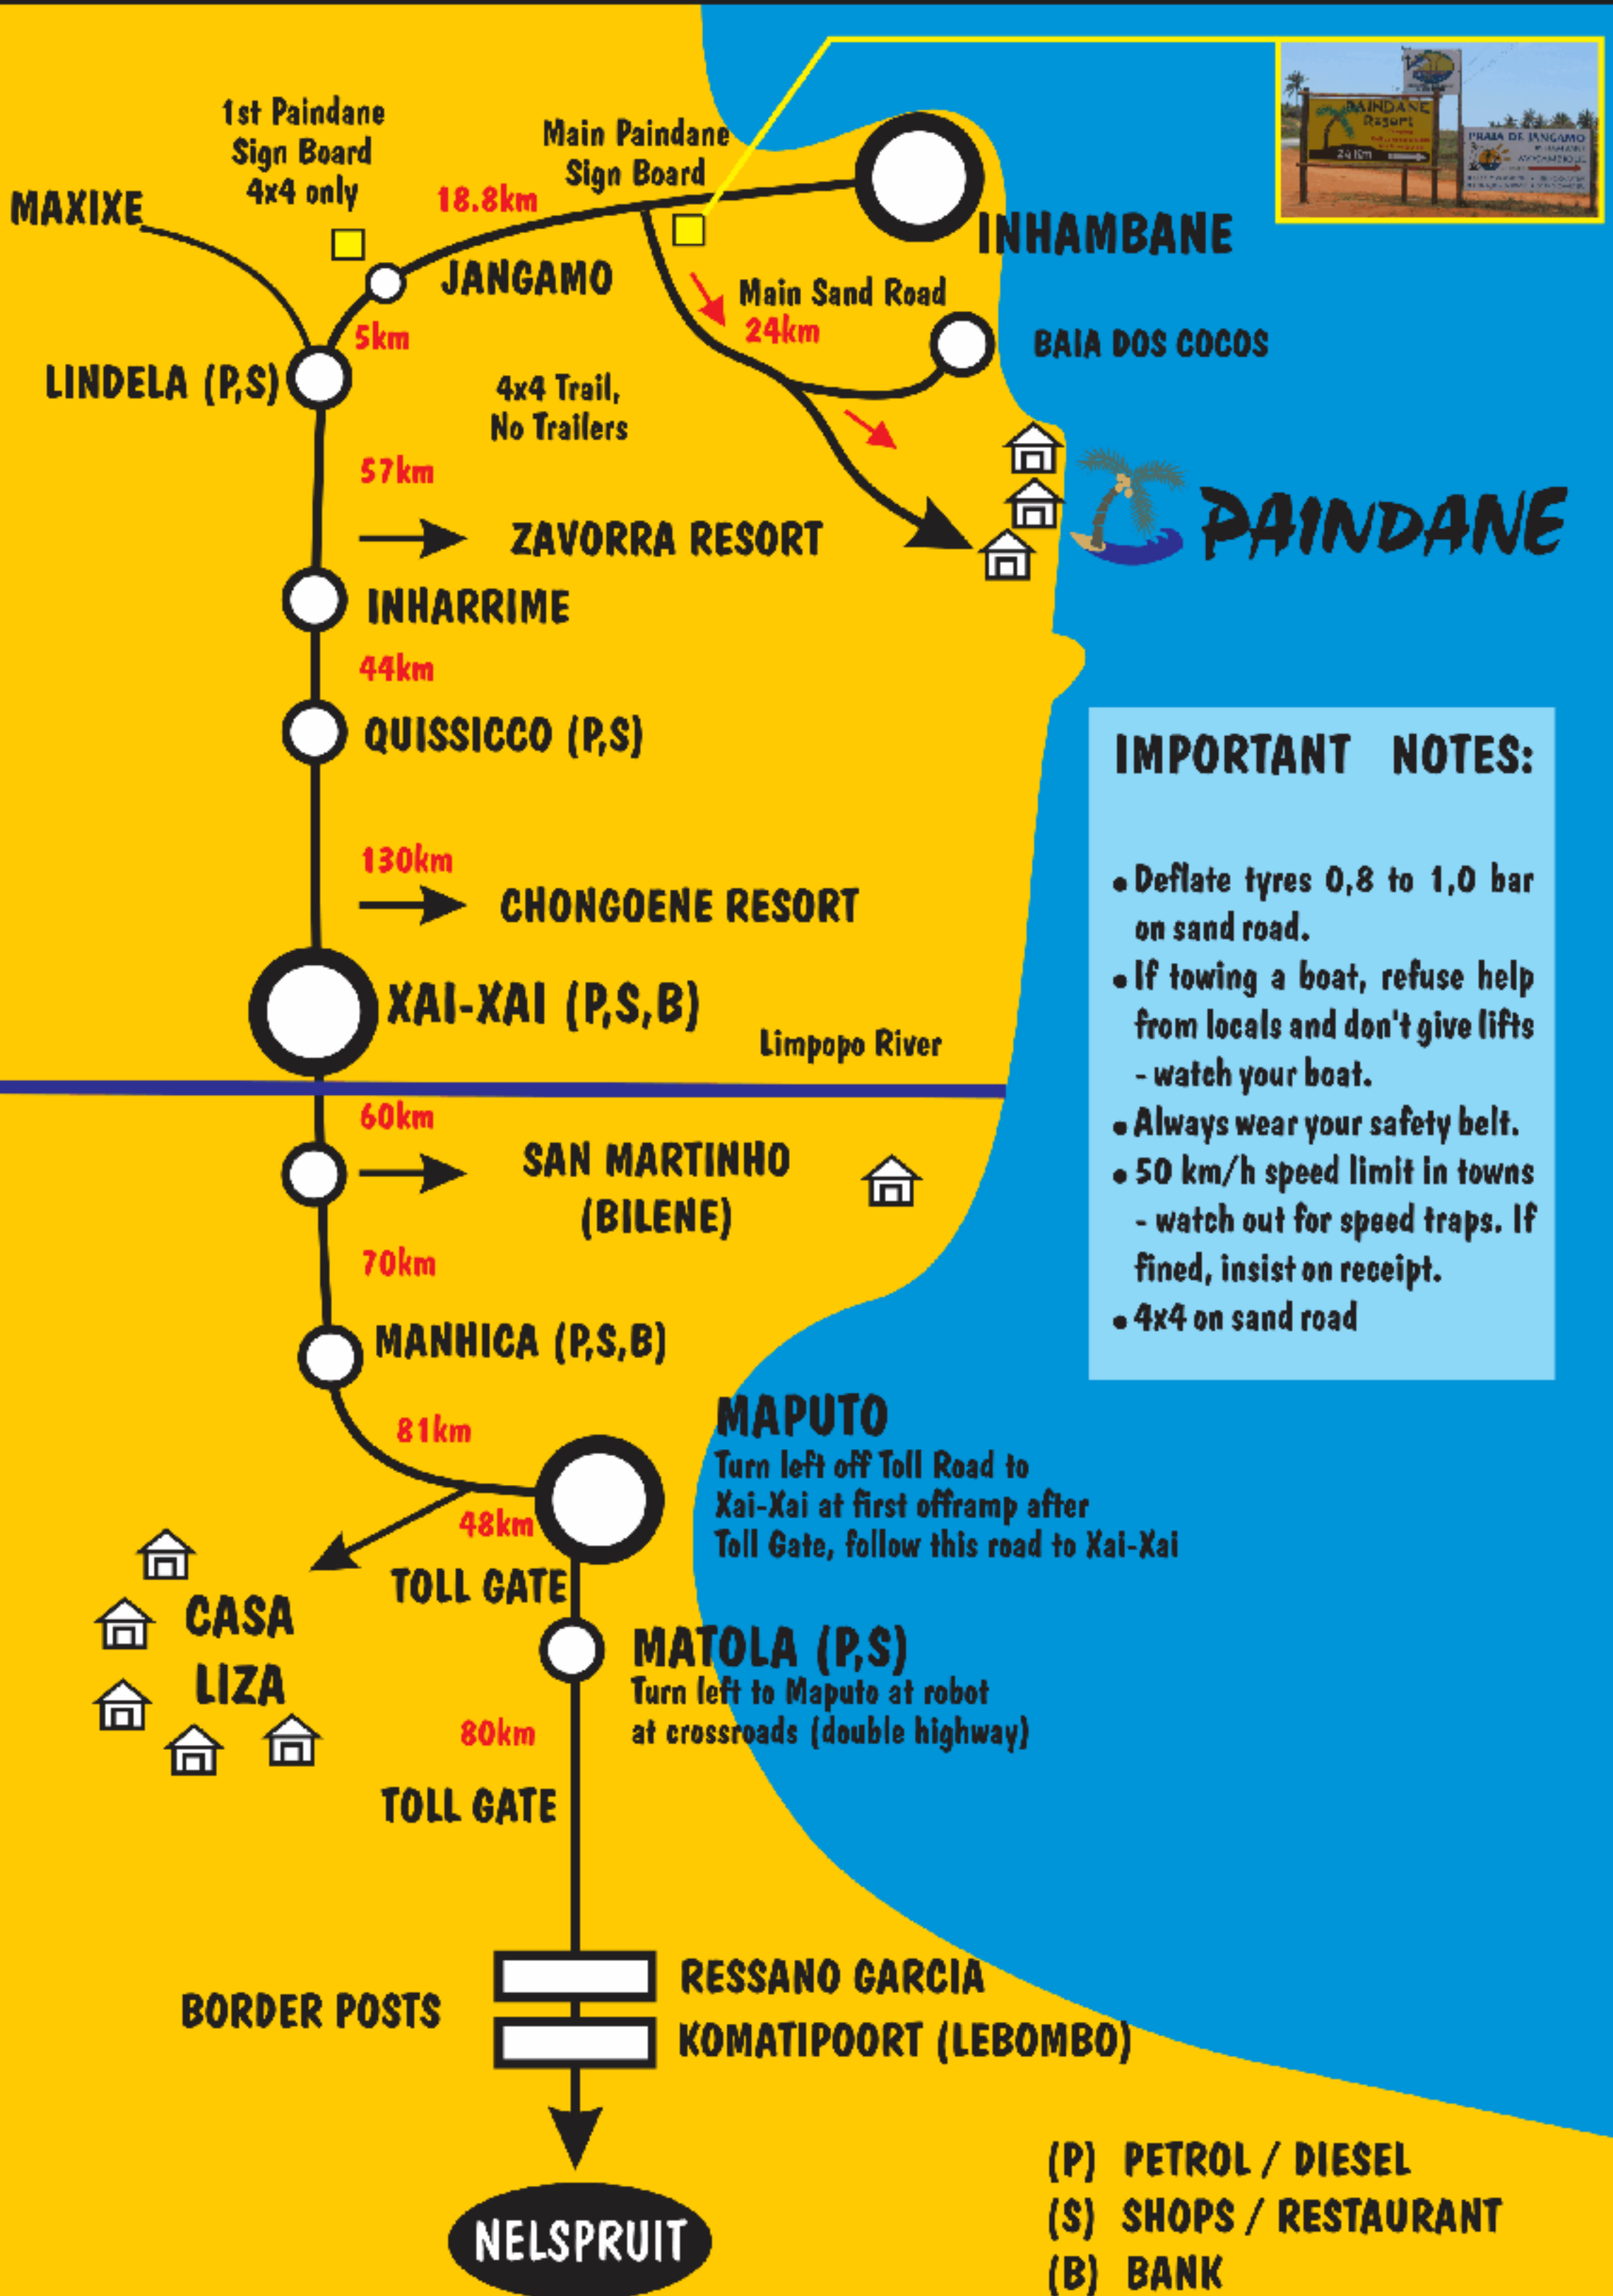 1st Paindane
Sign Board
4x4 only
Main Paindane
Sign Board
PAINDANE
Resort
24 Km
PRAIA DE JANGAMO
MAXIXE
18.8km
INHAMBANE
JANGAMO
Main Sand Road
24km
5km
BAIA DOS COCOS
LINDELA (P,S)
4x4 Trail,
No Trailers
57km
PAINDANE
ZAVORRA RESORT
INHARRIME
44km
QUISSICCO (P,S)
130km
CHONGOENE RESORT
XAI-XAI (P,S,B)
Limpopo River
60km
SAN MARTINHO
(BILENE)
70km
MANHICA (P,S,B)
81km
IMPORTANT NOTES:
• Deflate tyres 0,8 to 1,0 bar
on sand road.
• If towing a boat, refuse help
from locals and don't give lifts
- watch your boat.
• Always wear your safety belt.
• 50 km/h speed limit in towns
- watch out for speed traps. If
fined, insist on receipt.
• 4x4 on sand road
MAPUTO
Turn left off Toll Road to
Xai-Xai at first offramp after
Toll Gate, follow this road to Xai-Xai
48km
TOLL GATE
CASA
LIZA
MATOLA (P,S)
Turn left to Maputo at robot
at crossroads (double highway)
80km
TOLL GATE
BORDER POSTS
RESSANO GARCIA
KOMATIPOORT (LEBOMBO)
NELSPRUIT
(P) PETROL / DIESEL
(S) SHOPS / RESTAURANT
(B) BANK